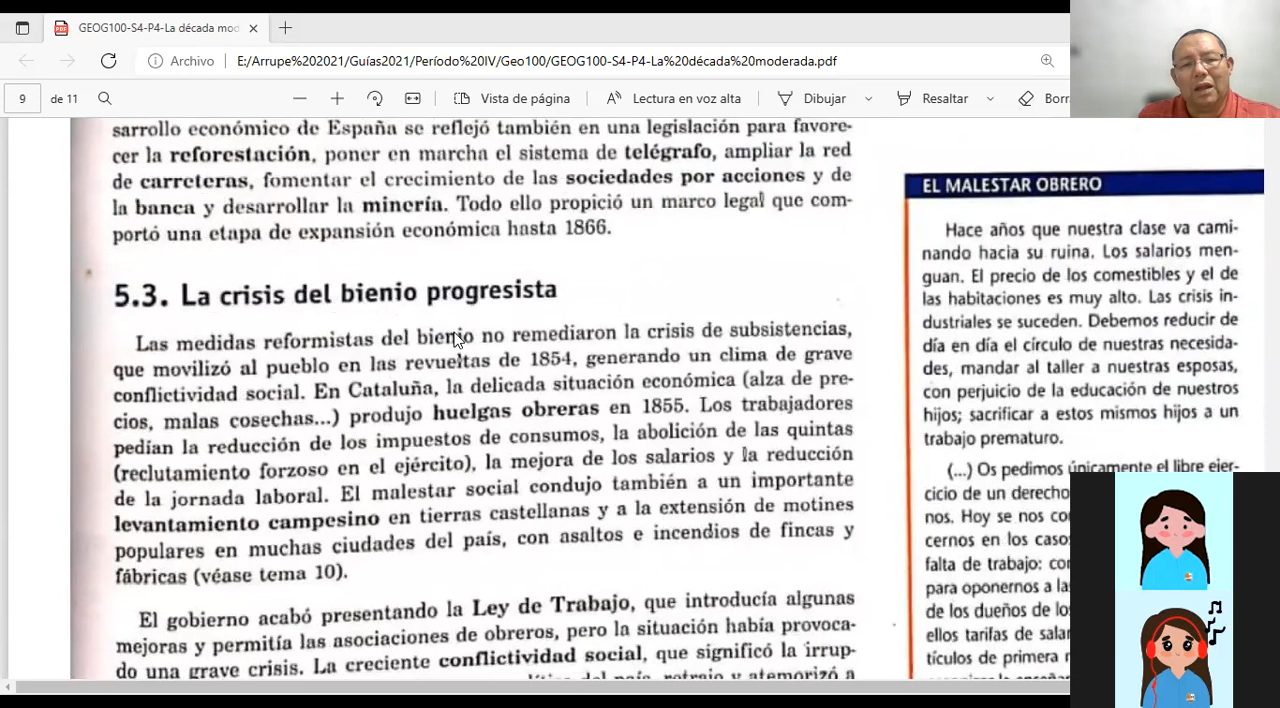 GEOG100-S4-P4-La década mod
Archivo
E:/Arrupe%202021/Guías2021/Período%20IV/Geo100/GEOG100-S4-P4-La%20década%20moderada.pdf
9 de 11
Vista de página
Lectura en voz alta
Dibujar
Resaltar
Borr
sarrollo económico de España se reflejó también en una legislación para favore-
cer la reforestación, poner en marcha el sistema de telégrafo, ampliar la red
de carreteras, fomentar el crecimiento de las sociedades por acciones y de
la banca y desarrollar la minería. Todo ello propició un marco legal que com-
portó una etapa de expansión económica hasta 1866.
5.3. La crisis del bienio progresista
Las medidas reformistas del bienio no remediaron la crisis de subsistencias,
que movilizó al pueblo en las revueltas de 1854, generando un clima de grave
conflictividad social. En Cataluña, la delicada situación económica (alza de pre-
cios, malas cosechas...) produjo huelgas obreras en 1855. Los trabajadores
pedían la reducción de los impuestos de consumos, la abolición de las quintas
(reclutamiento forzoso en el ejército), la mejora de los salarios y la reducción
de la jornada laboral. El malestar social condujo también a un importante
levantamiento campesino en tierras castellanas y a la extensión de motines
populares en muchas ciudades del país, con asaltos e incendios de fincas y
fábricas (véase tema 10).
El gobierno acabó presentando la Ley de Trabajo, que introducía algunas
mejoras y permitía las asociaciones de obreros, pero la situación había provoca-
do una grave crisis. La creciente conflictividad social, que significó la irrup-
EL MALESTAR OBRERO
Hace años que nuestra clase va cami-
nando hacia su ruina. Los salarios men-
guan. El precio de los comestibles y el de
las habitaciones es muy alto. Las crisis in-
dustriales se suceden. Debemos reducir de
día en día el círculo de nuestras necesida-
des, mandar al taller a nuestras esposas,
con perjuicio de la educación de nuestros
hijos; sacrificar a estos mismos hijos a un
trabajo prematuro.
(...) Os pedimos únicamente el libre ejer-
cicio de un derecho
nos. Hoy se nos co
cernos en los caso
falta de trabajo: co
para oponernos a la
de los dueños de lo
ellos tarifas de sala
tículos de primera